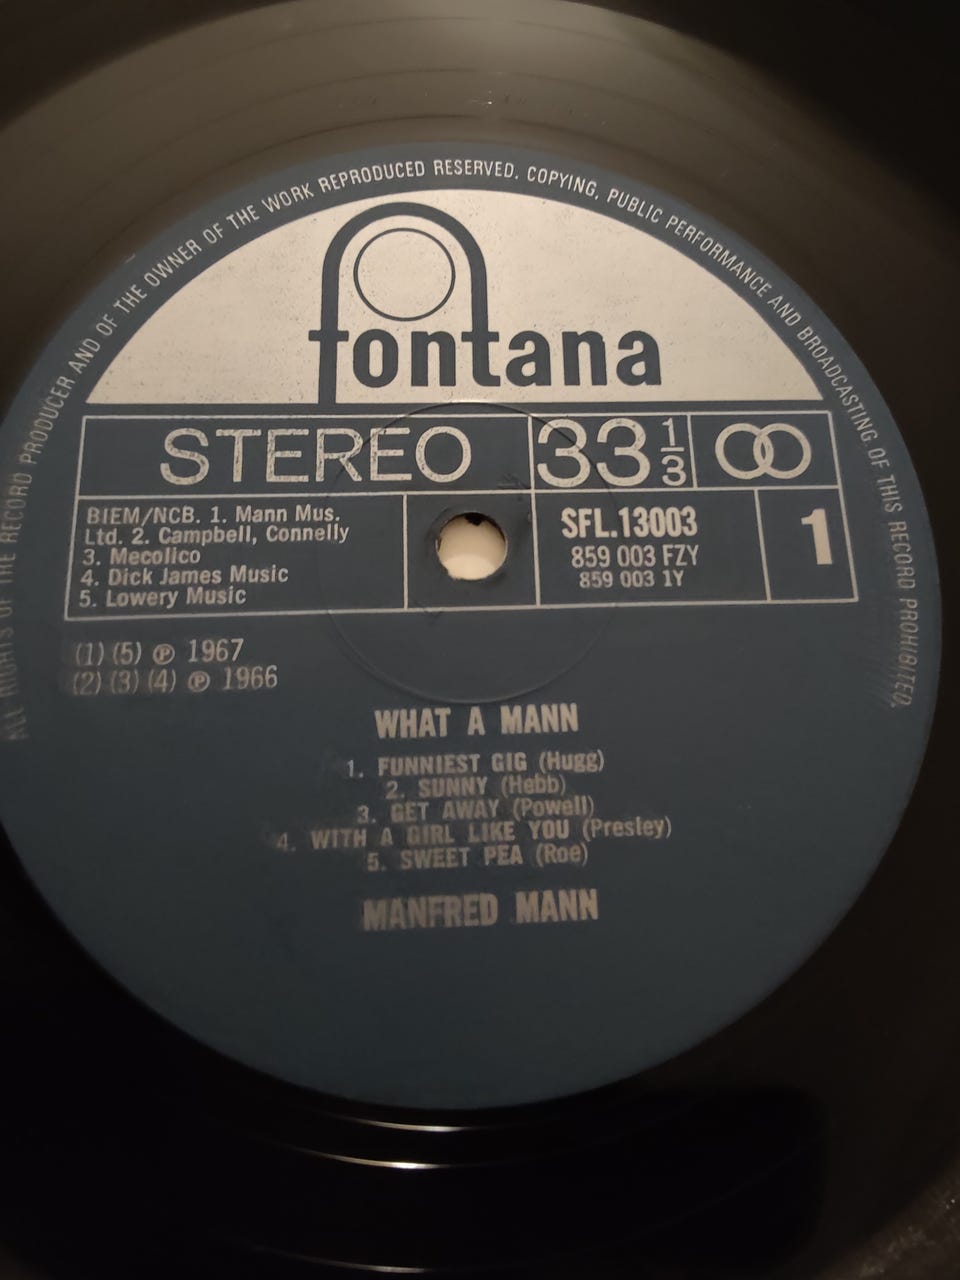 ALL RIGHTS OF THE RECORD PRODUCER AND OF THE OWNER OF THE WORK REPRODUCED RESERVED. COPYING, PUBLIC PERFORMANCE AND BROADCASTING OF THIS RECORD PROHIBITED.
fontana
STEREO 33 1/3
BIEM/NCB. 1. Mann Mus.
Ltd. 2. Campbell, Connelly
3. Mecolico
4. Dick James Music
5. Lowery Music
SFL.13003
859 003 FZY
859 003 1Y
1
(1) (5) ℗ 1967
(2) (3) (4) ℗ 1966
WHAT A MANN
1. FUNNIEST GIG (Hugg)
2. SUNNY (Hebb)
3. GET AWAY (Powell)
4. WITH A GIRL LIKE YOU (Presley)
5. SWEET PEA (Roe)
MANFRED MANN